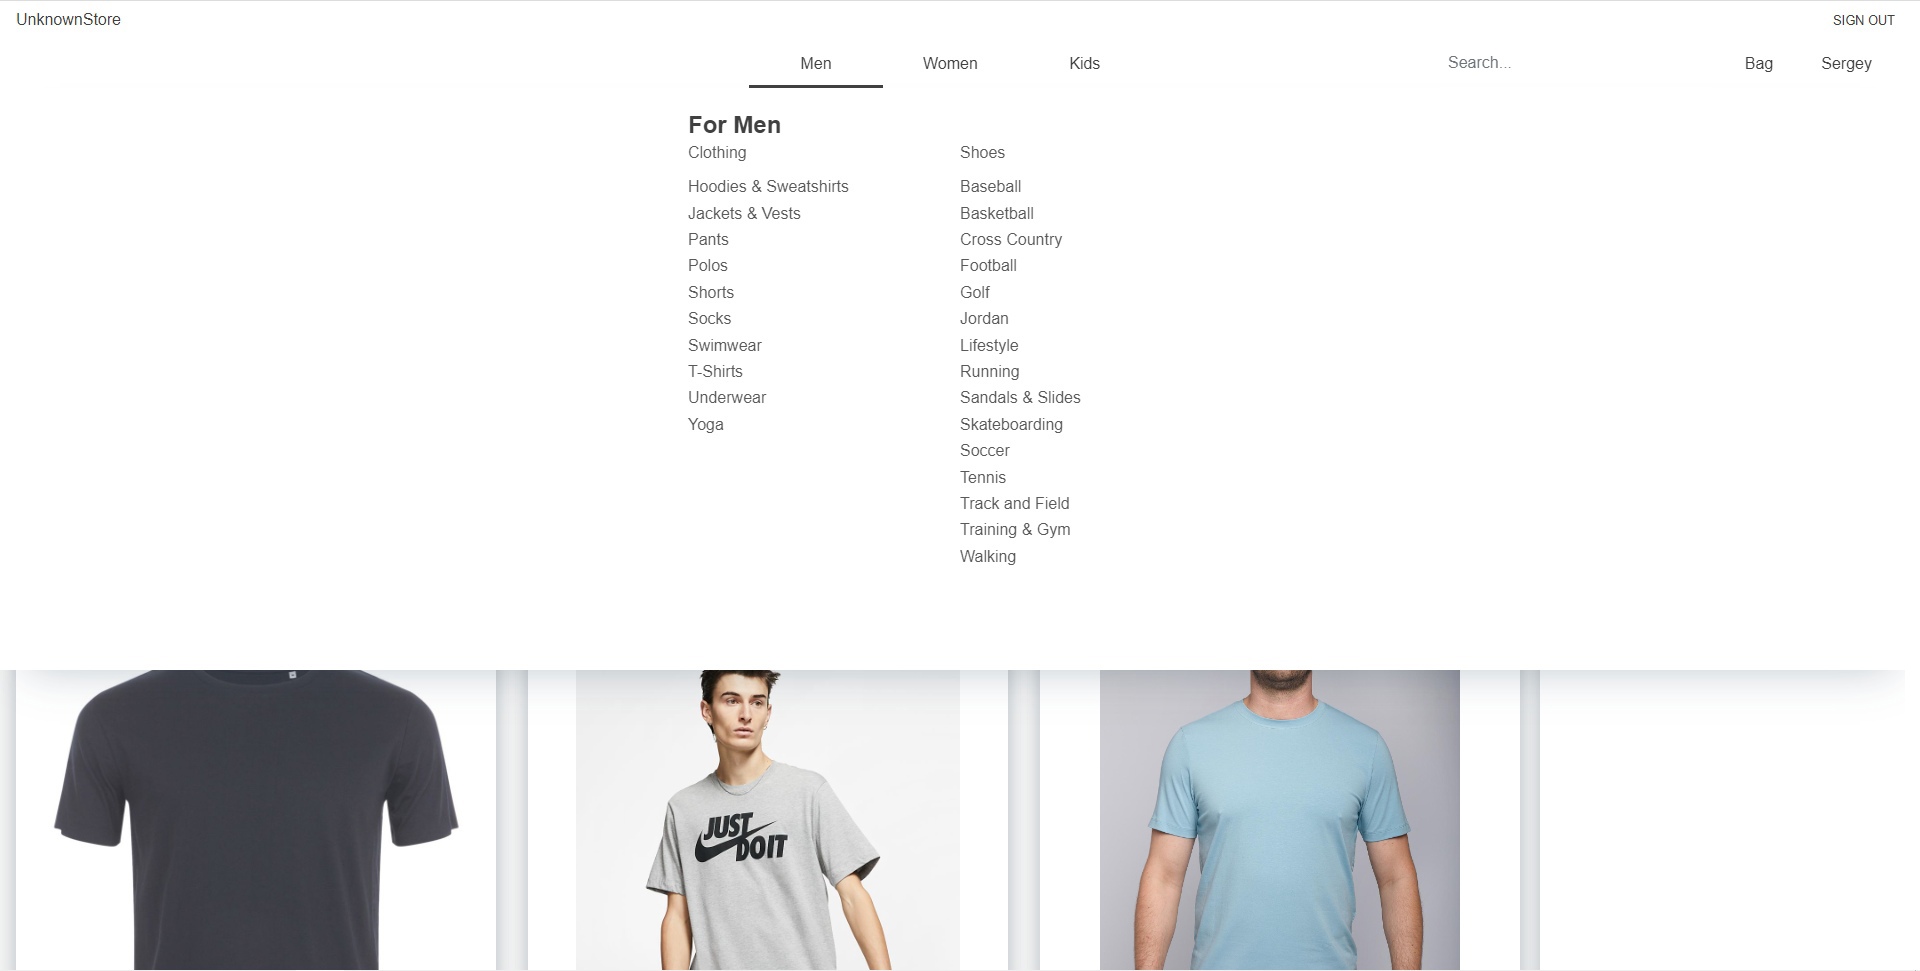 UnknownStore
SIGN OUT
Men
Women
Kids
Search...
Bag
Sergey
For Men
Clothing
Hoodies & Sweatshirts
Jackets & Vests
Pants
Polos
Shorts
Socks
Swimwear
T-Shirts
Underwear
Yoga
Shoes
Baseball
Basketball
Cross Country
Football
Golf
Jordan
Lifestyle
Running
Sandals & Slides
Skateboarding
Soccer
Tennis
Track and Field
Training & Gym
Walking
JUST
DO IT